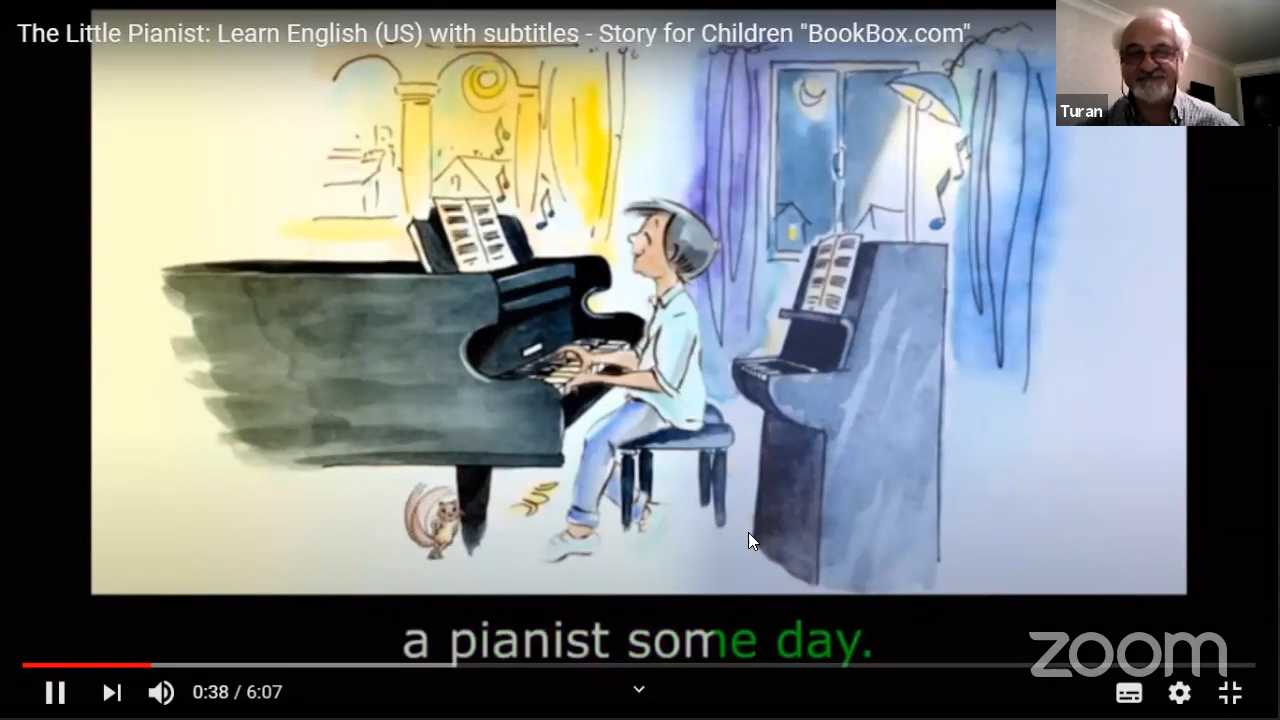 The Little Pianist: Learn English (US) with subtitles - Story for Children "BookBox.com"
Turan
a pianist some day.
zoom
0:38 / 6:07